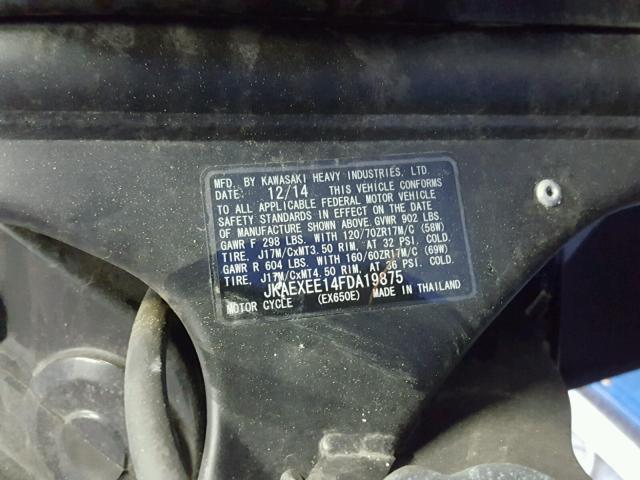 MFD. BY KAWASAKI HEAVY INDUSTRIES, LTD.
DATE: 12/14 THIS VEHICLE CONFORMS
TO ALL APPLICABLE FEDERAL MOTOR VEHICLE
SAFETY STANDARDS IN EFFECT ON THE DATE
OF MANUFACTURE SHOWN ABOVE. GVWR 902 LBS.
GAWR F 298 LBS. WITH 120/70ZR17M/C (58W)
TIRE, J17M/CxMT3.50 RIM, AT 32 PSI. COLD.
GAWR R 604 LBS. WITH 160/60ZR17M/C (69W)
TIRE, J17M/CxMT4.50 RIM, AT 36 PSI. COLD.
JKAEXEE14FDA19875
MOTOR CYCLE (EX650E) MADE IN THAILAND